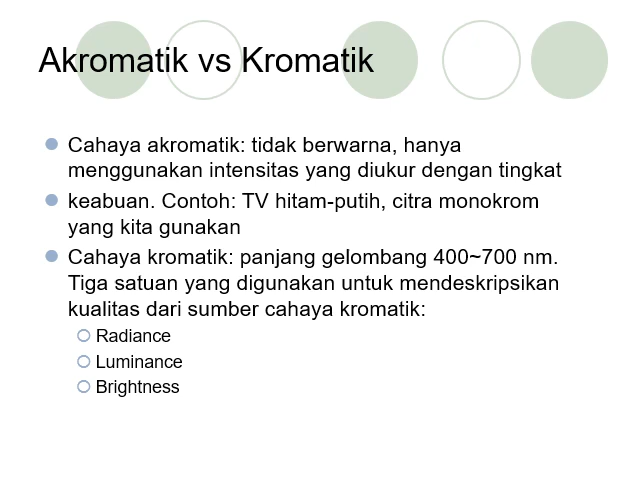 Akromatik vs Kromatik
Cahaya akromatik: tidak berwarna, hanya
menggunakan intensitas yang diukur dengan tingkat
keabuan. Contoh: TV hitam-putih, citra monokrom
yang kita gunakan
Cahaya kromatik: panjang gelombang 400~700 nm.
Tiga satuan yang digunakan untuk mendeskripsikan
kualitas dari sumber cahaya kromatik:
Radiance
Luminance
Brightness